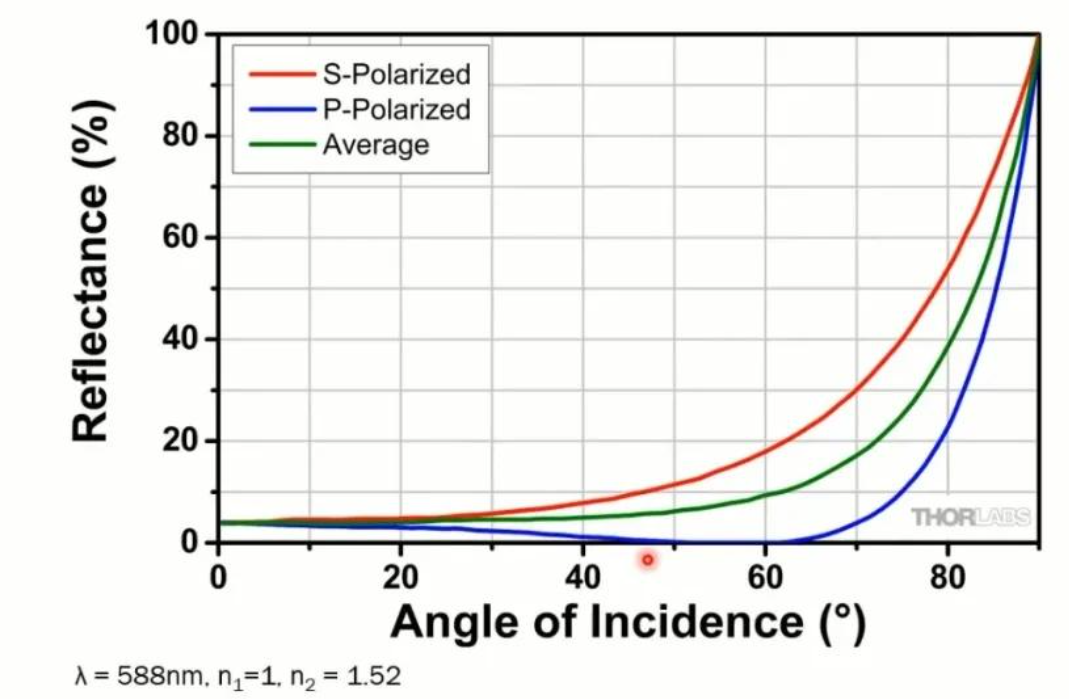 100
80
60
40
20
0
Reflectance (%)
S-Polarized
P-Polarized
Average
THORLABS
0 20 40 60 80
Angle of Incidence (°)
λ = 588nm, n₁=1, n₂ = 1.52